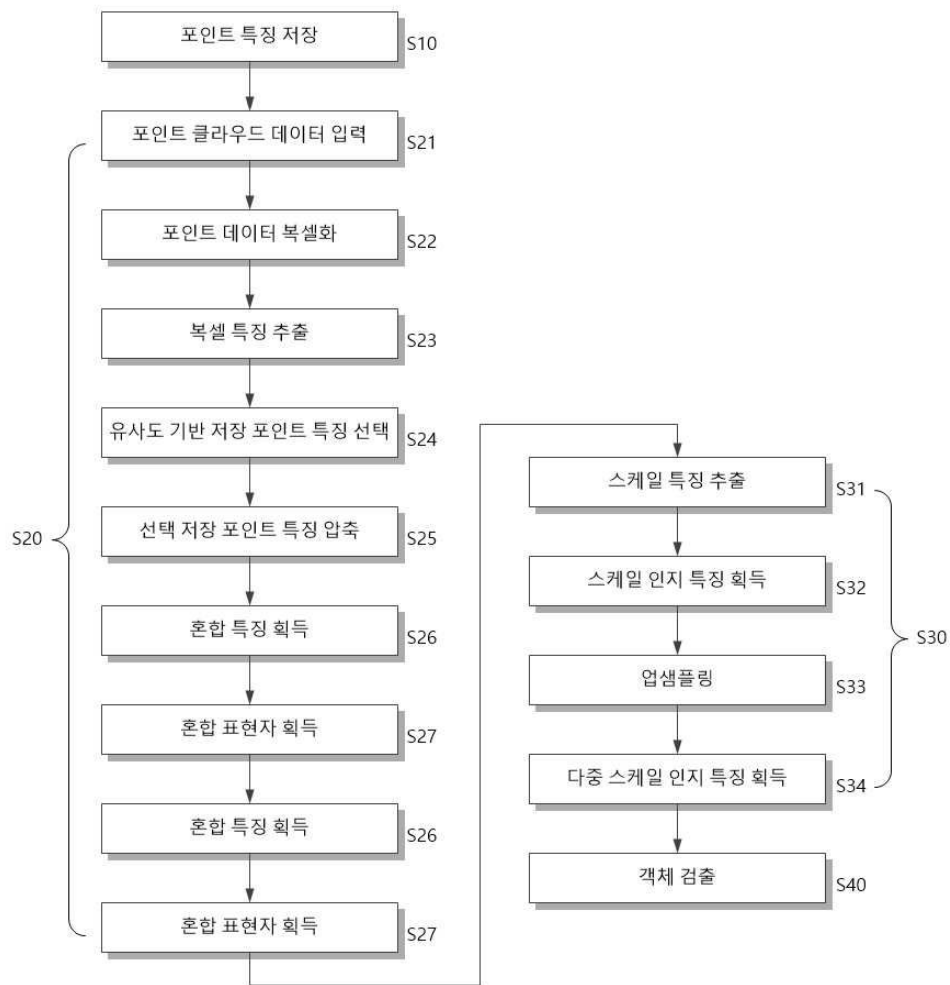 포인트 특징 저장
S10
포인트 클라우드 데이터 입력
S21
포인트 데이터 복셀화
S22
복셀 특징 추출
S23
유사도 기반 저장 포인트 특징 선택
S24
선택 저장 포인트 특징 압축
S25
혼합 특징 획득
S26
혼합 표현자 획득
S27
혼합 특징 획득
S26
혼합 표현자 획득
S27
S20
스케일 특징 추출
S31
스케일 인지 특징 획득
S32
업샘플링
S33
다중 스케일 인지 특징 획득
S34
S30
객체 검출
S40